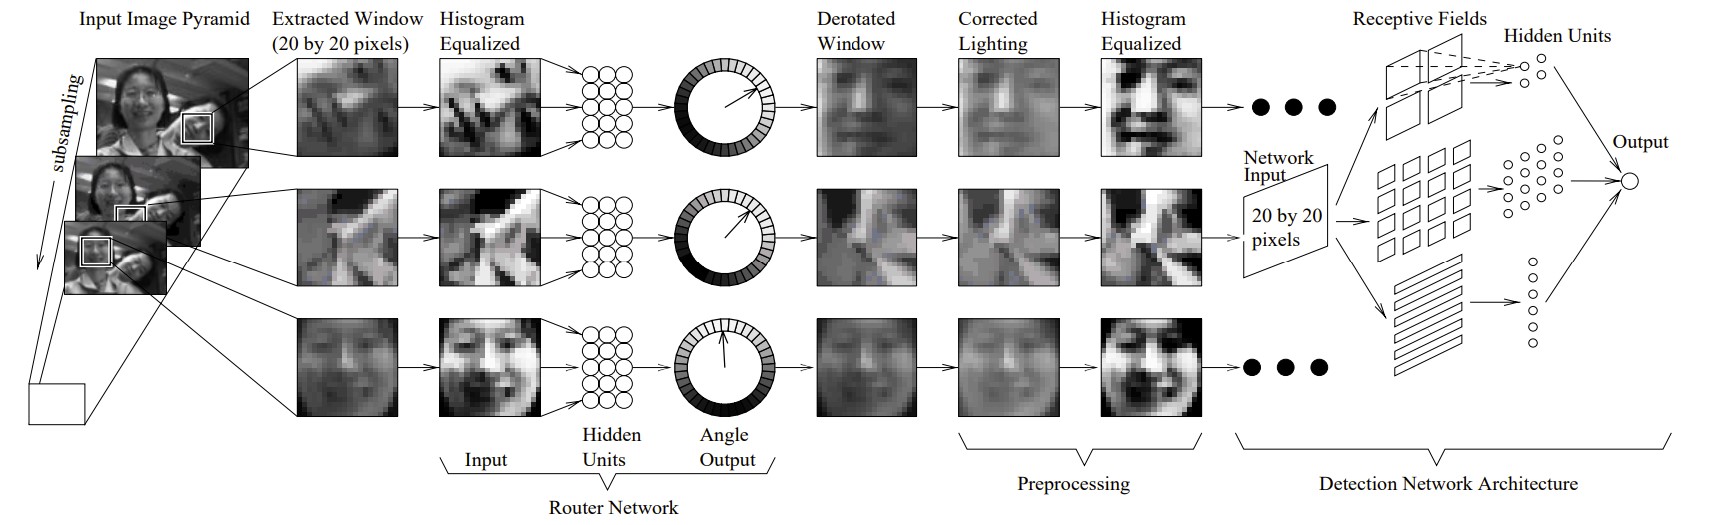 Input Image Pyramid
Extracted Window
(20 by 20 pixels)
Histogram
Equalized
Derotated
Window
Corrected
Lighting
Histogram
Equalized
Receptive Fields
Hidden Units
subsampling
Network
Input
20 by 20
pixels
Output
Input
Hidden
Units
Angle
Output
Router Network
Preprocessing
Detection Network Architecture